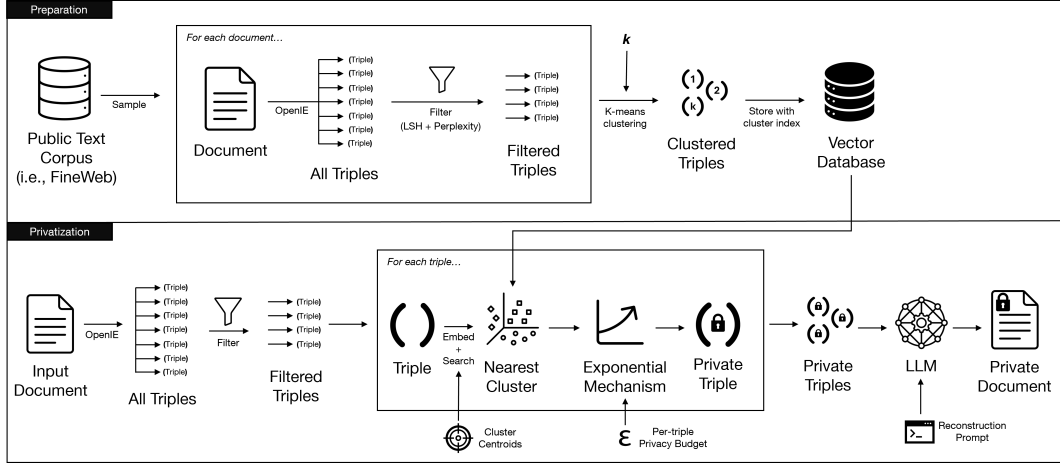 Preparation
For each document...
Public Text
Corpus
(i.e., FineWeb)
Sample
Document
OpenIE
(Triple)
(Triple)
(Triple)
(Triple)
(Triple)
(Triple)
(Triple)
All Triples
Filter
(LSH + Perplexity)
(Triple)
(Triple)
(Triple)
(Triple)
Filtered
Triples
k
K-means
clustering
(1)
(2)
(k)
Clustered
Triples
Store with
cluster index
Vector
Database
Privatization
Input
Document
OpenIE
(Triple)
(Triple)
(Triple)
(Triple)
(Triple)
(Triple)
(Triple)
All Triples
Filter
(Triple)
(Triple)
(Triple)
(Triple)
Filtered
Triples
For each triple...
( )
Triple
Embed
+
Search
Cluster
Centroids
Nearest
Cluster
Exponential
Mechanism
ε
Per-triple
Privacy Budget
Private
Triple
Private
Triples
LLM
>_
Reconstruction
Prompt
Private
Document